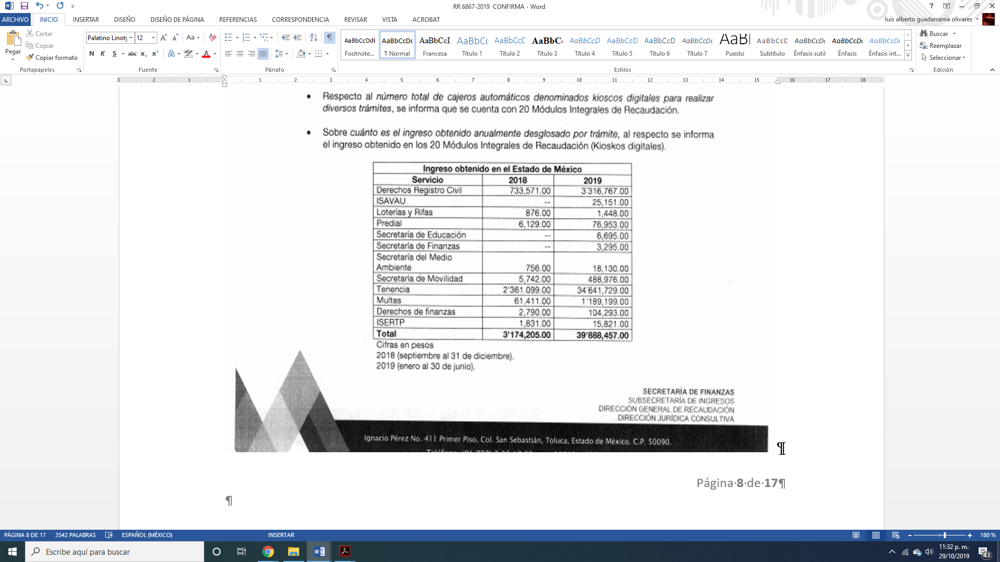 RR 6867-2019 CONFIRMA - Word
ARCHIVO INICIO INSERTAR DISEÑO DISEÑO DE PÁGINA REFERENCIAS CORRESPONDENCIA REVISAR VISTA ACROBAT luis alberto guadarrama olivares
Pegar
Cortar
Copiar
Copiar formato
Portapapeles
Palatino Linoty 12
N K S abc x₂ x²
Fuente
Párrafo
AaBbCcDdE AaBbCcDc AaBbCcI AaBbC AaBbCcD AaBbC AaBbCcD AaBbCcD AaBbCcD AaBbCcDc AaBl AaBbCcD AaBbCcDc AaBbCcDc AaBbCcDc
Footnote... ¶ Normal Francesa Título 1 Título 2 Título 3 Título 4 Título 5 Título 6 Título 7 Puesto Subtítulo Énfasis sutil Énfasis Énfasis int...
Estilos
Buscar
Reemplazar
Seleccionar
Edición
3 2 1 1 2 3 4 5 6 7 8 9 10 11 12 13 14 15 16 17 18
• Respecto al número total de cajeros automáticos denominados kioscos digitales para realizar
diversos trámites, se informa que se cuenta con 20 Módulos Integrales de Recaudación.
• Sobre cuánto es el ingreso obtenido anualmente desglosado por trámite, al respecto se informa
el ingreso obtenido en los 20 Módulos Integrales de Recaudación (Kioskos digitales).
Ingreso obtenido en el Estado de México
Servicio 2018 2019
Derechos Registro Civil 733,571.00 3'316,767.00
ISAVAU -- 25,151.00
Loterías y Rifas 876.00 1,448.00
Predial 6,129.00 76,953.00
Secretaría de Educación -- 6,695.00
Secretaría de Finanzas -- 3,295.00
Secretaría del Medio
Ambiente 756.00 18,130.00
Secretaría de Movilidad 5,742.00 488,976.00
Tenencia 2'361.099.00 34'641,729.00
Multas 61,411.00 1'189,199.00
Derechos de finanzas 2,790.00 104,293.00
ISERTP 1,831.00 15,821.00
Total 3'174,205.00 39'888,457.00
Cifras en pesos
2018 (septiembre al 31 de diciembre).
2019 (enero al 30 de junio).
SECRETARÍA DE FINANZAS
SUBSECRETARÍA DE INGRESOS
DIRECCIÓN GENERAL DE RECAUDACIÓN
DIRECCIÓN JURÍDICA CONSULTIVA
Ignacio Pérez No. 411 Primer Piso, Col. San Sebastián, Toluca, Estado de México. C.P. 50090.
¶
Página·8·de·17¶
¶
PÁGINA 8 DE 17 3542 PALABRAS ESPAÑOL (MÉXICO) INSERTAR 180 %
Escribe aquí para buscar
11:32 p. m.
29/10/2019
43